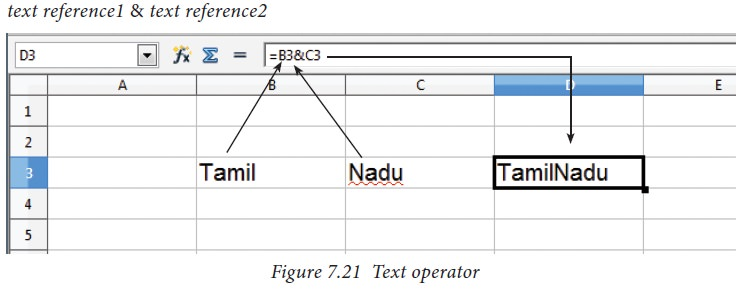 text reference1 & text reference2
D3 fx Σ = =B3&C3
A B C D E
1
2
3 Tamil Nadu TamilNadu
4
5
Figure 7.21 Text operator